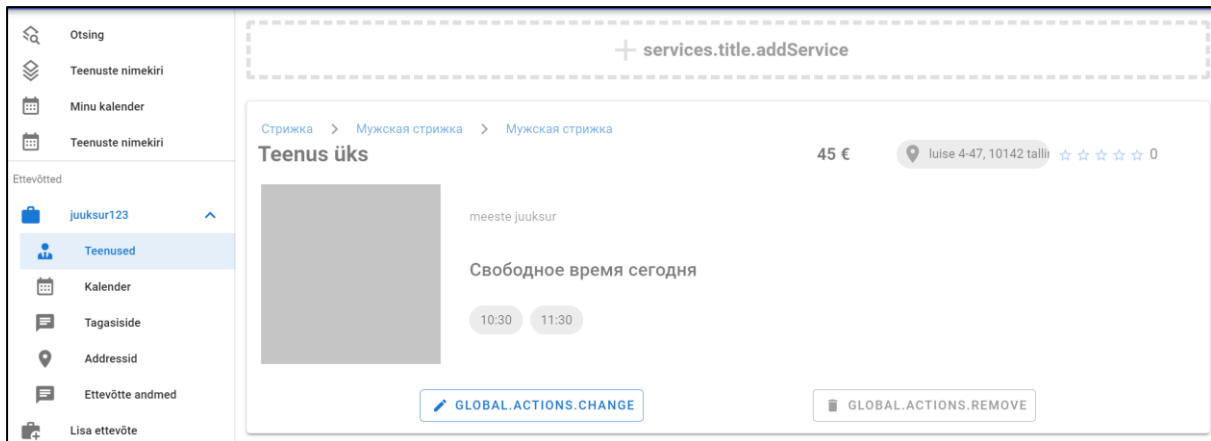 Otsing
Teenuste nimekiri
Minu kalender
Teenuste nimekiri
Ettevõtted
juuksur123
Teenused
Kalender
Tagasiside
Addressid
Ettevõtte andmed
Lisa ettevõte
services.title.addService
Стрижка > Мужская стрижка > Мужская стрижка
Teenus üks
45 €
luise 4-47, 10142 tallin
0
meeste juuksur
Свободное время сегодня
10:30 11:30
GLOBAL.ACTIONS.CHANGE
GLOBAL.ACTIONS.REMOVE